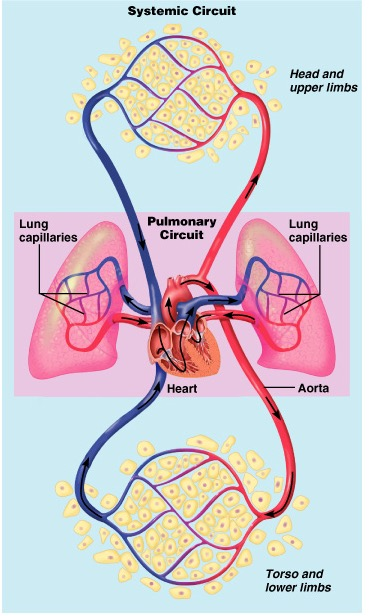 Systemic Circuit
Head and
upper limbs
Lung
capillaries
Pulmonary
Circuit
Lung
capillaries
Heart
Aorta
Torso and
lower limbs